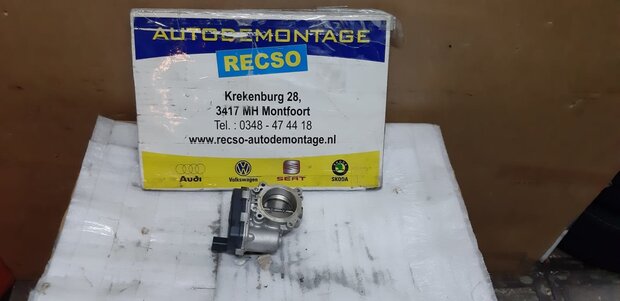 AUTODEMONTAGE
RECSO
Krekenburg 28,
3417 MH Montfoort
Tel. : 0348 - 47 44 18
www.recso-autodemontage.nl
Audi
Volkswagen
SEAT
SKODA